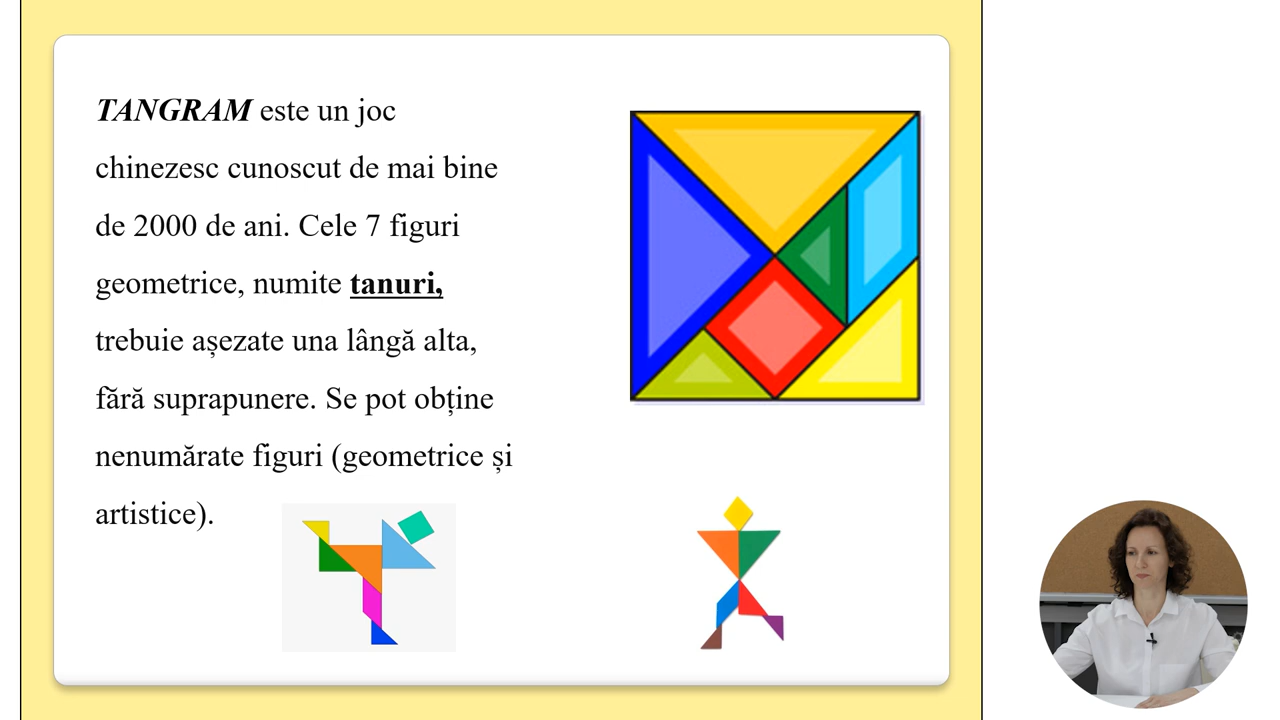 TANGRAM este un joc
chinezesc cunoscut de mai bine
de 2000 de ani. Cele 7 figuri
geometrice, numite tanuri,
trebuie așezate una lângă alta,
fără suprapunere. Se pot obține
nenumărate figuri (geometrice și
artistice).